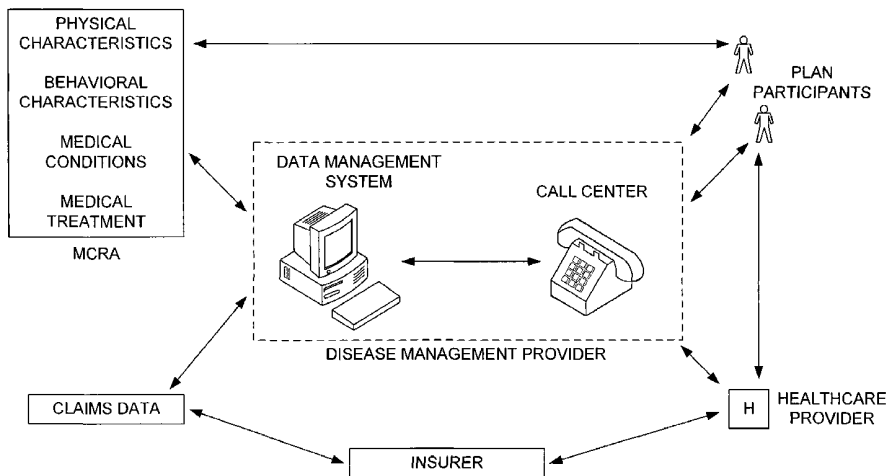 PHYSICAL
CHARACTERISTICS
BEHAVIORAL
CHARACTERISTICS
MEDICAL
CONDITIONS
MEDICAL
TREATMENT
MCRA
PLAN
PARTICIPANTS
DATA MANAGEMENT
SYSTEM
CALL CENTER
DISEASE MANAGEMENT PROVIDER
CLAIMS DATA
H
HEALTHCARE
PROVIDER
INSURER